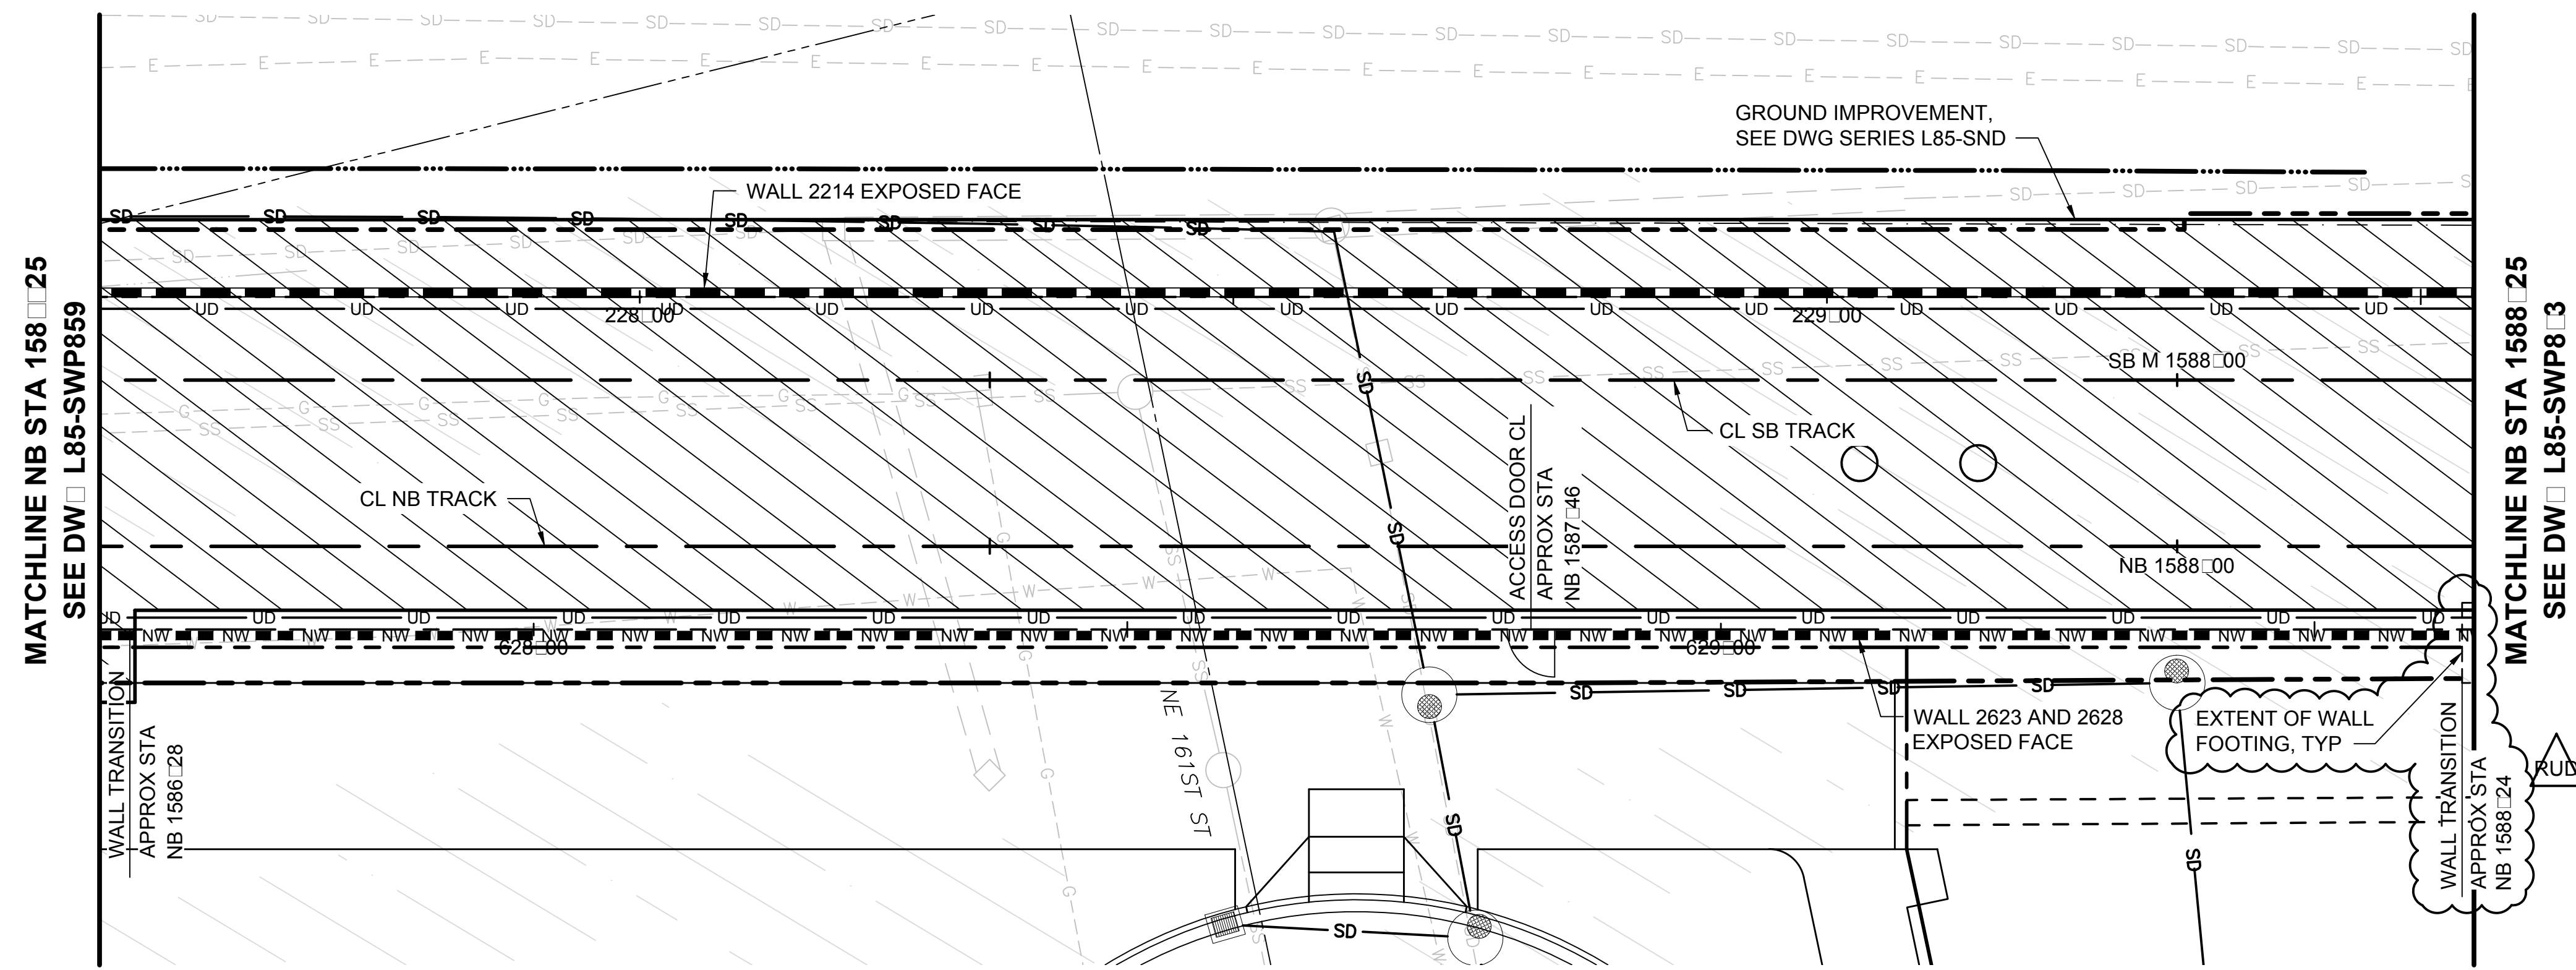 MATCHLINE NB STA 158□□25
SEE DW□ L85-SWP859
GROUND IMPROVEMENT,
SEE DWG SERIES L85-SND
WALL 2214 EXPOSED FACE
228□00
229□00
SB M 1588□00
CL SB TRACK
CL NB TRACK
ACCESS DOOR CL
APPROX STA
NB 1587□46
NB 1588□00
628□00
629□00
WALL TRANSITION
APPROX STA
NB 1586□28
NE 161ST ST
WALL 2623 AND 2628
EXPOSED FACE
EXTENT OF WALL
FOOTING, TYP
WALL TRANSITION
APPROX STA
NB 1588□24
RUD
MATCHLINE NB STA 1588□25
SEE DW□ L85-SWP8□3
SD
E
UD
SS
G
W
NW